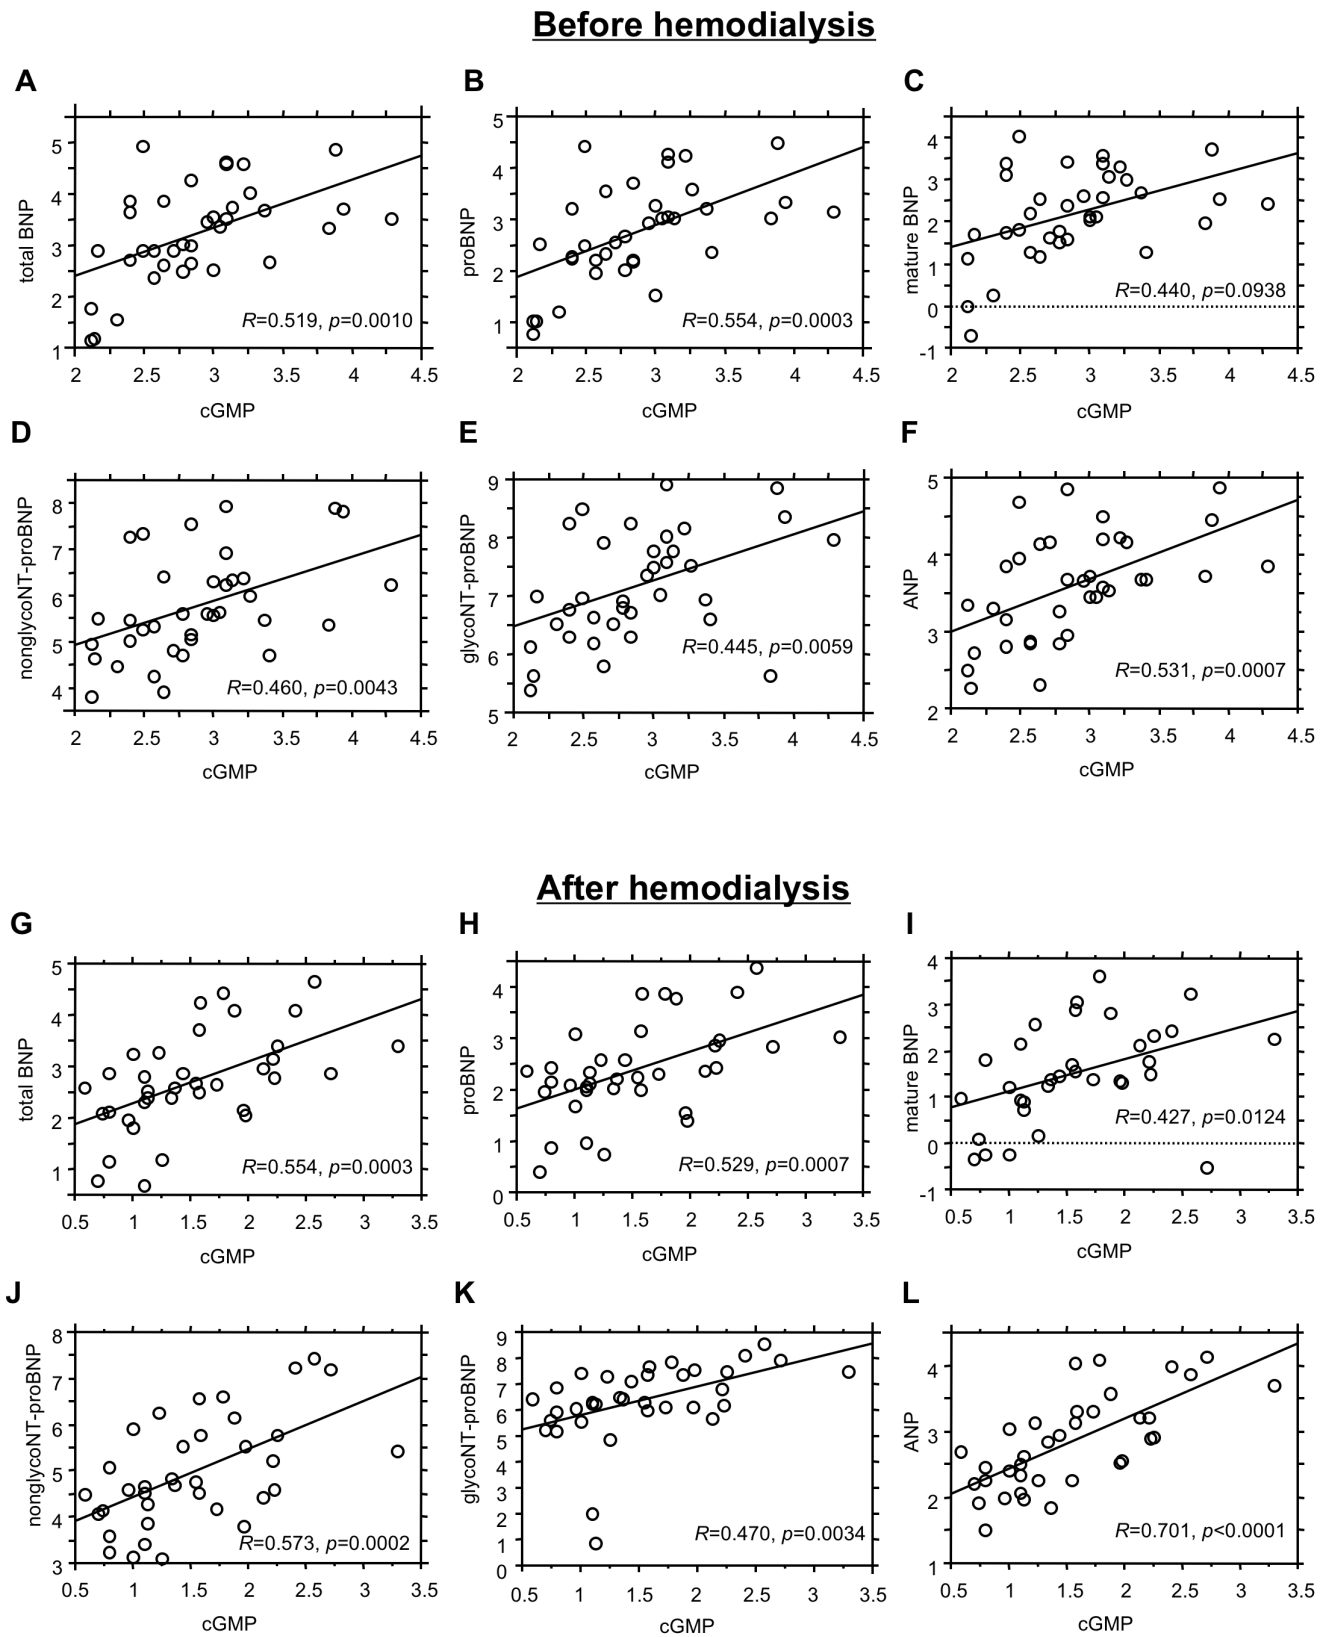 Before hemodialysis
A
total BNP
5
4
3
2
1
2 2.5 3 3.5 4 4.5
cGMP
R=0.519, p=0.0010
B
proBNP
5
4
3
2
1
2 2.5 3 3.5 4 4.5
cGMP
R=0.554, p=0.0003
C
mature BNP
4
3
2
1
0
-1
2 2.5 3 3.5 4 4.5
cGMP
R=0.440, p=0.0938
D
nonglycoNT-proBNP
8
7
6
5
4
2 2.5 3 3.5 4 4.5
cGMP
R=0.460, p=0.0043
E
glycoNT-proBNP
9
8
7
6
5
2 2.5 3 3.5 4 4.5
cGMP
R=0.445, p=0.0059
F
ANP
5
4
3
2
2 2.5 3 3.5 4 4.5
cGMP
R=0.531, p=0.0007
After hemodialysis
G
total BNP
5
4
3
2
1
0.5 1 1.5 2 2.5 3 3.5
cGMP
R=0.554, p=0.0003
H
proBNP
4
3
2
1
0
0.5 1 1.5 2 2.5 3 3.5
cGMP
R=0.529, p=0.0007
I
mature BNP
4
3
2
1
0
-1
0.5 1 1.5 2 2.5 3 3.5
cGMP
R=0.427, p=0.0124
J
nonglycoNT-proBNP
8
7
6
5
4
3
0.5 1 1.5 2 2.5 3 3.5
cGMP
R=0.573, p=0.0002
K
glycoNT-proBNP
9
8
7
6
5
4
3
2
1
0
0.5 1 1.5 2 2.5 3 3.5
cGMP
R=0.470, p=0.0034
L
ANP
4
3
2
1
0.5 1 1.5 2 2.5 3 3.5
cGMP
R=0.701, p<0.0001